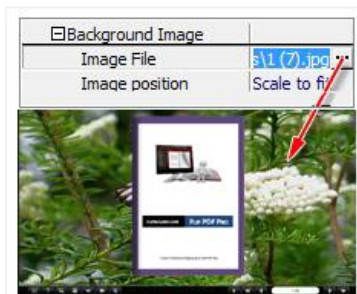 Background Image
Image File s\1 (7).jpg ...
Image position Scale to fi
Flip PDF Pro